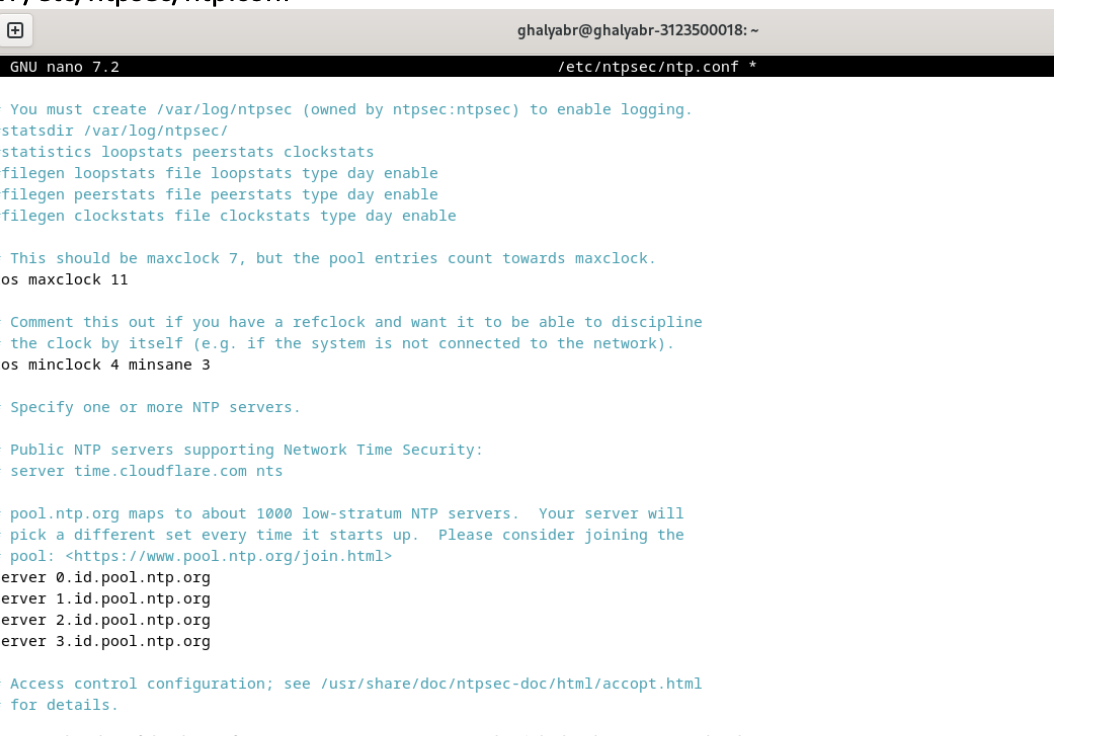 /etc/ntpsec/ntp.conf
ghalyabr@ghalyabr-3123500018: ~
GNU nano 7.2 /etc/ntpsec/ntp.conf *
You must create /var/log/ntpsec (owned by ntpsec:ntpsec) to enable logging.
statsdir /var/log/ntpsec/
statistics loopstats peerstats clockstats
filegen loopstats file loopstats type day enable
filegen peerstats file peerstats type day enable
filegen clockstats file clockstats type day enable
This should be maxclock 7, but the pool entries count towards maxclock.
os maxclock 11
Comment this out if you have a refclock and want it to be able to discipline
the clock by itself (e.g. if the system is not connected to the network).
os minclock 4 minsane 3
Specify one or more NTP servers.
Public NTP servers supporting Network Time Security:
server time.cloudflare.com nts
pool.ntp.org maps to about 1000 low-stratum NTP servers.  Your server will
pick a different set every time it starts up.  Please consider joining the
pool: <https://www.pool.ntp.org/join.html>
erver 0.id.pool.ntp.org
erver 1.id.pool.ntp.org
erver 2.id.pool.ntp.org
erver 3.id.pool.ntp.org
Access control configuration; see /usr/share/doc/ntpsec-doc/html/accopt.html
for details.